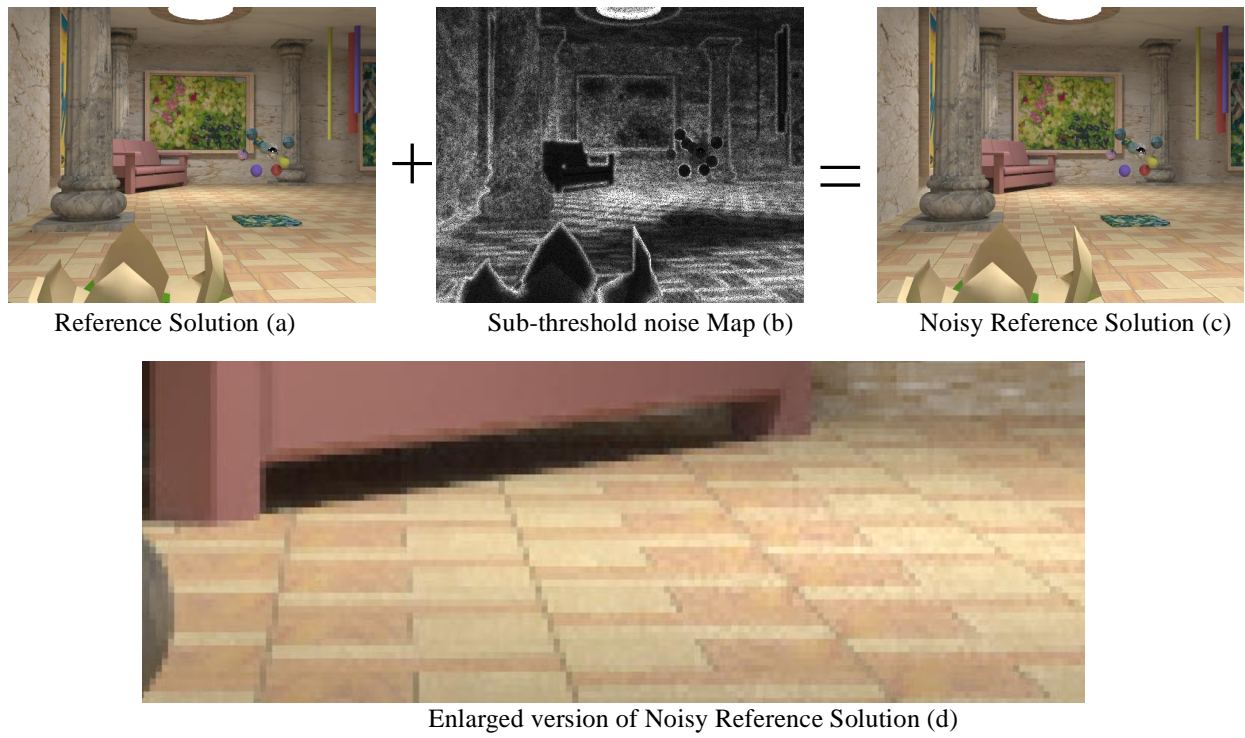 +
=
Reference Solution (a)
Sub-threshold noise Map (b)
Noisy Reference Solution (c)
Enlarged version of Noisy Reference Solution (d)